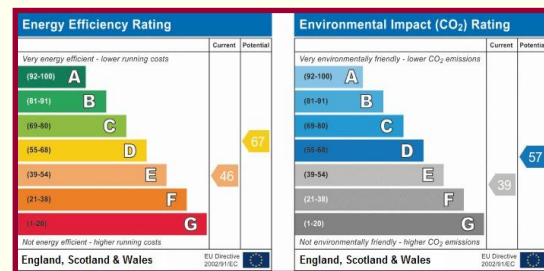 Energy Efficiency Rating
Current Potential
Very energy efficient - lower running costs
(92-100) A
(81-91) B
(69-80) C
(55-68) D
67
(39-54) E
46
(21-38) F
(1-20) G
Not energy efficient - higher running costs
England, Scotland & Wales
EU Directive
2002/91/EC
Environmental Impact (CO2) Rating
Current Potential
Very environmentally friendly - lower CO2 emissions
(92-100) A
(81-91) B
(69-80) C
(55-68) D
57
(39-54) E
39
(21-38) F
(1-20) G
Not environmentally friendly - higher CO2 emissions
England, Scotland & Wales
EU Directive
2002/91/EC